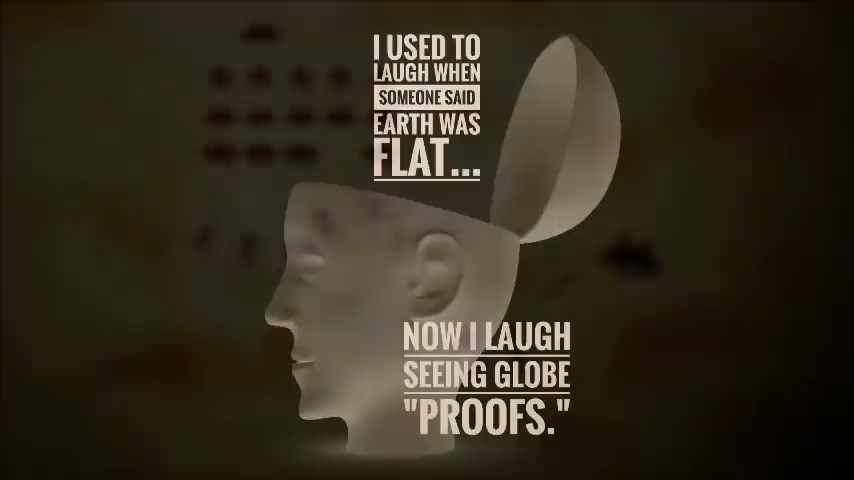 I USED TO
LAUGH WHEN
SOMEONE SAID
EARTH WAS
FLAT...
NOW I LAUGH
SEEING GLOBE
"PROOFS."